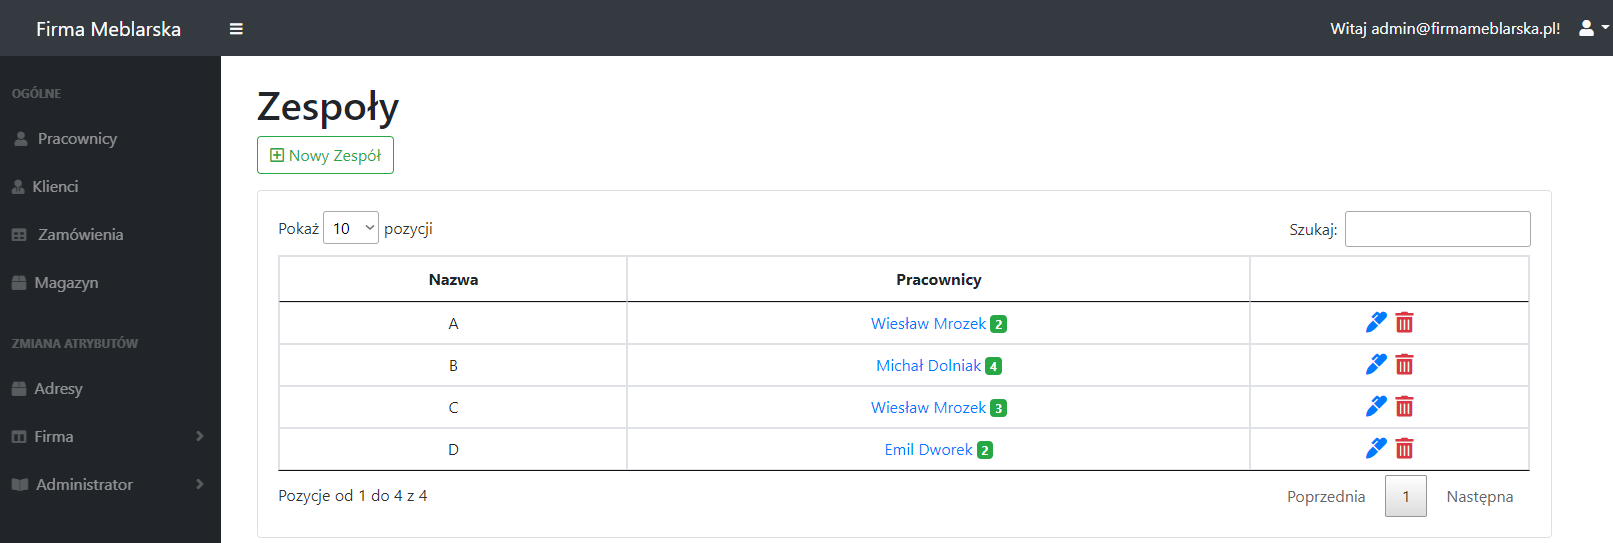 Firma Meblarska
Witaj admin@firmameblarska.pl!
OGÓLNE
Pracownicy
Klienci
Zamówienia
Magazyn
ZMIANA ATRYBUTÓW
Adresy
Firma
Administrator
Zespoły
Nowy Zespół
Pokaż 10 pozycji
Szukaj:
Nazwa Pracownicy
A Wiesław Mrozek 2
B Michał Dolniak 4
C Wiesław Mrozek 3
D Emil Dworek 2
Pozycje od 1 do 4 z 4
Poprzednia 1 Następna